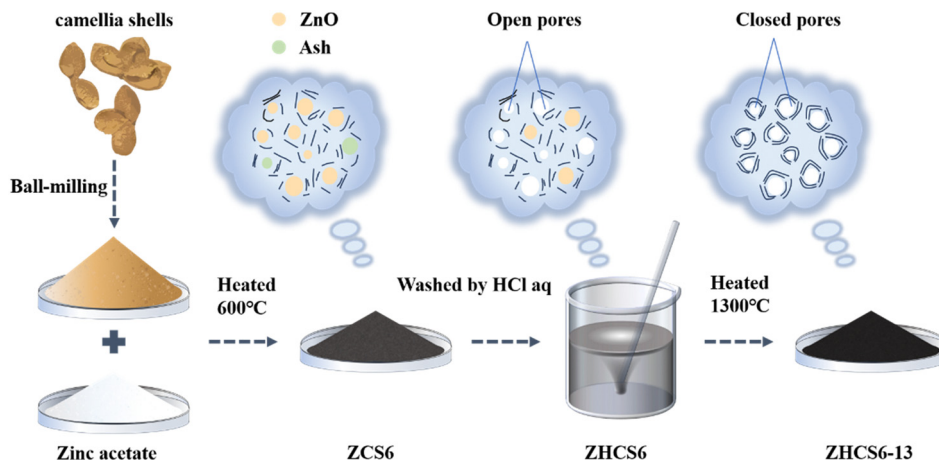 camellia shells
ZnO
Ash
Open pores
Closed pores
Ball-milling
Heated
600℃
Washed by HCl aq
Heated
1300℃
Zinc acetate
ZCS6
ZHCS6
ZHCS6-13